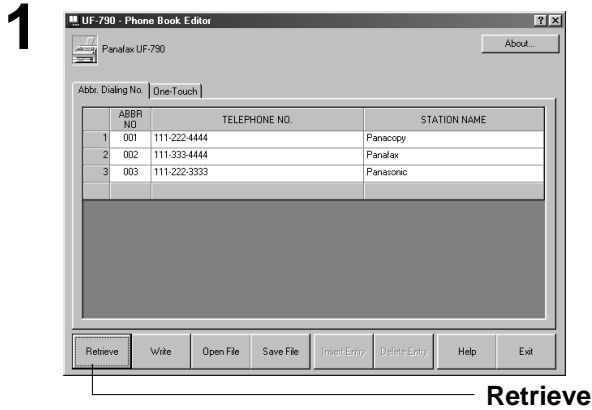 1
UF-790 - Phone Book Editor
Panafax UF-790
About...
Abbr. Dialing No. One-Touch
ABBR NO TELEPHONE NO. STATION NAME
1 001 111-222-4444 Panacopy
2 002 111-333-4444 Panafax
3 003 111-222-3333 Panasonic
Retrieve Write Open File Save File Insert Entry Delete Entry Help Exit
Retrieve